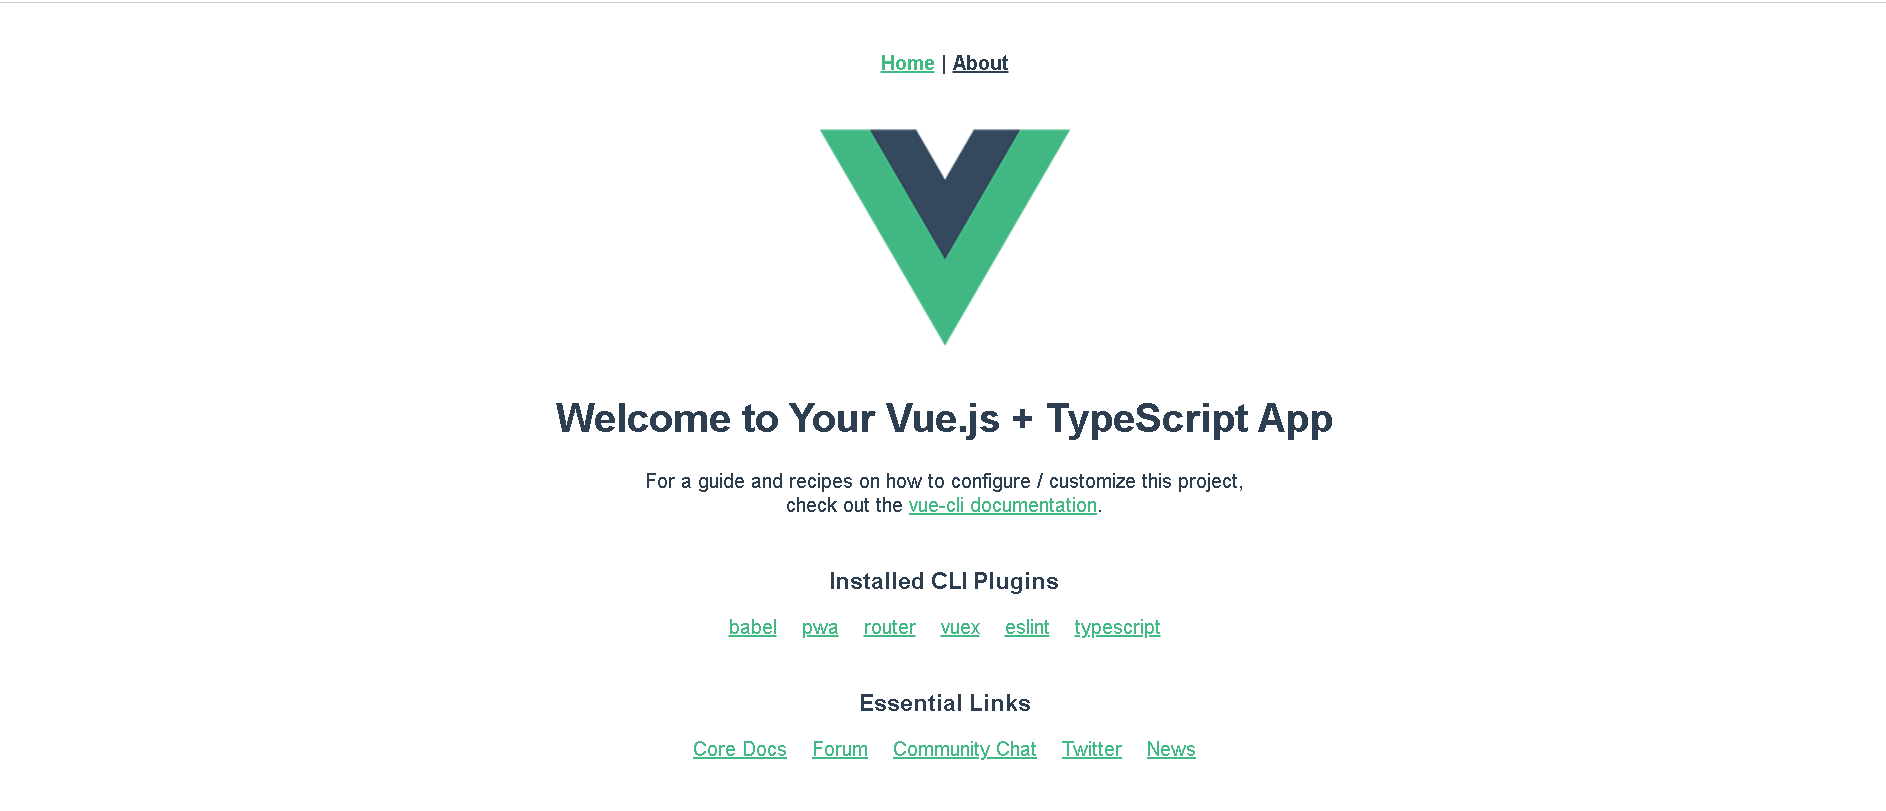 Home | About
Welcome to Your Vue.js + TypeScript App
For a guide and recipes on how to configure / customize this project,
check out the vue-cli documentation.
Installed CLI Plugins
babel pwa router vuex eslint typescript
Essential Links
Core Docs Forum Community Chat Twitter News